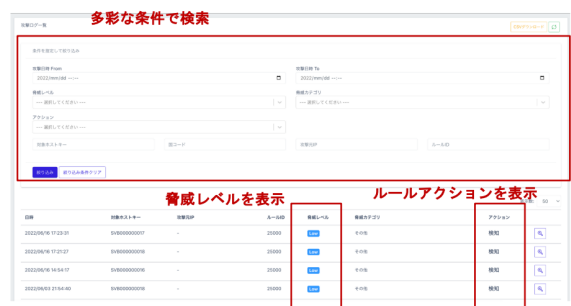 多彩な条件で検索
攻撃ログ一覧
CSVダウンロード
条件を指定して絞り込み
攻撃日時 From
攻撃日時 To
2022/mm/dd --:--
2022/mm/dd --:--
脅威レベル
脅威カテゴリ
--- 選択してください ---
--- 選択してください ---
アクション
--- 選択してください ---
対象ホストキー
国コード
攻撃元IP
ルールID
絞り込み
絞り込み条件クリア
脅威レベルを表示
ルールアクションを表示
50
日時 対象ホストキー 攻撃元IP ルールID 脅威レベル 脅威カテゴリ アクション
2022/06/16 17:23:31 SVB000000017 - 25000 Low その他 検知
2022/06/16 17:21:27 SVB000000018 - 25000 Low その他 検知
2022/06/16 14:54:17 SVB000000016 - 25000 Low その他 検知
2022/06/03 21:54:40 SVB000000018 - 25000 Low その他 検知